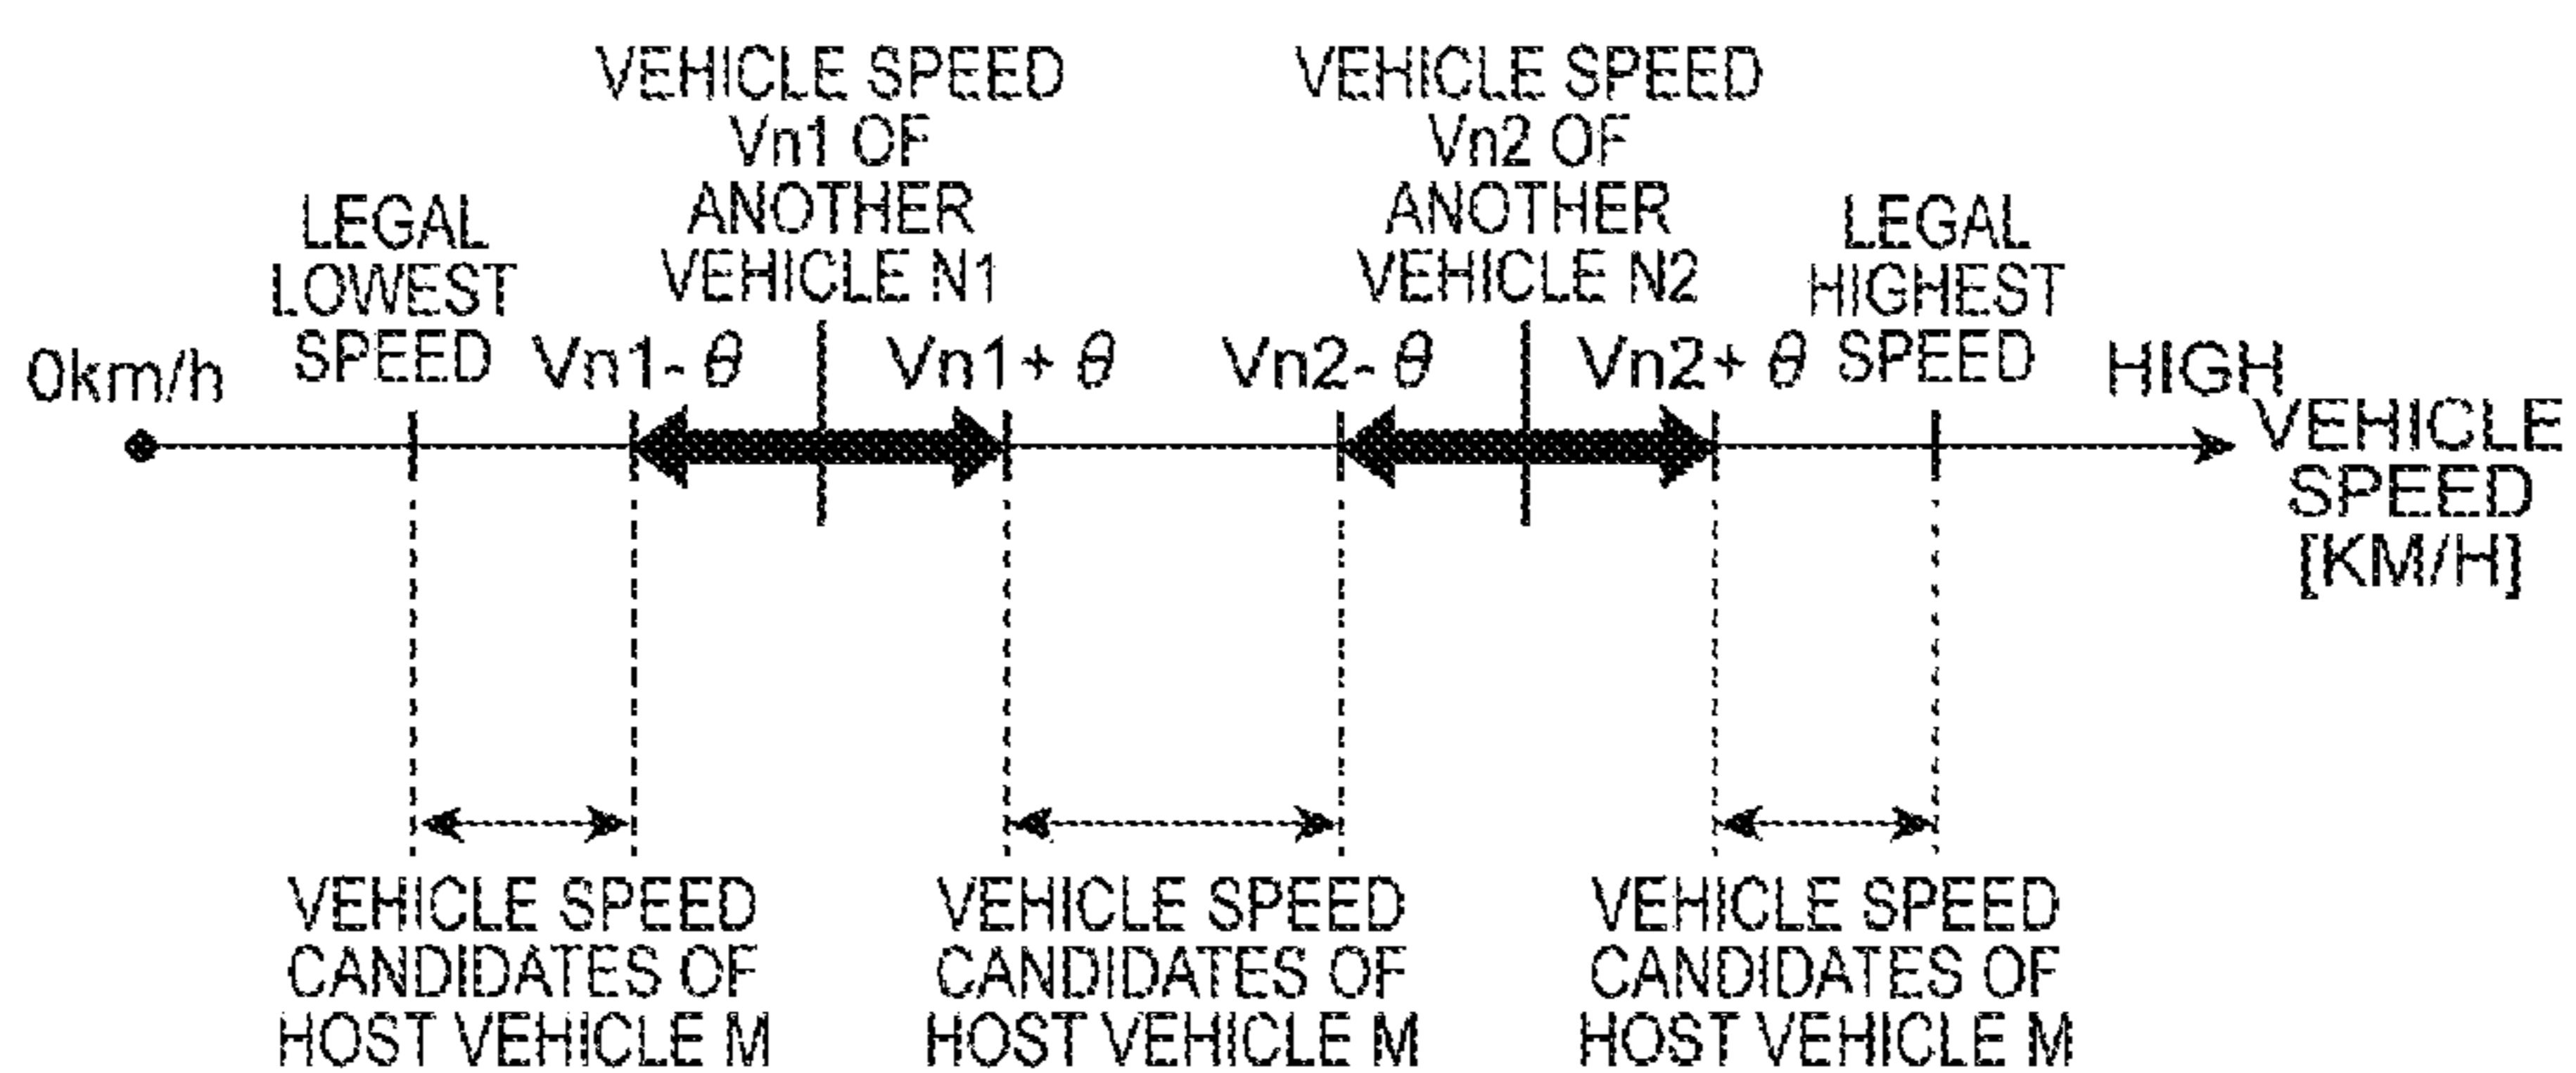 VEHICLE SPEED
Vn1 OF
ANOTHER
VEHICLE N1
VEHICLE SPEED
Vn2 OF
ANOTHER
VEHICLE N2
LEGAL
LOWEST
SPEED
LEGAL
HIGHEST
SPEED
0km/h
Vn1- θ
Vn1+ θ
Vn2- θ
Vn2+ θ
HIGH
VEHICLE
SPEED
[KM/H]
VEHICLE SPEED
CANDIDATES OF
HOST VEHICLE M
VEHICLE SPEED
CANDIDATES OF
HOST VEHICLE M
VEHICLE SPEED
CANDIDATES OF
HOST VEHICLE M